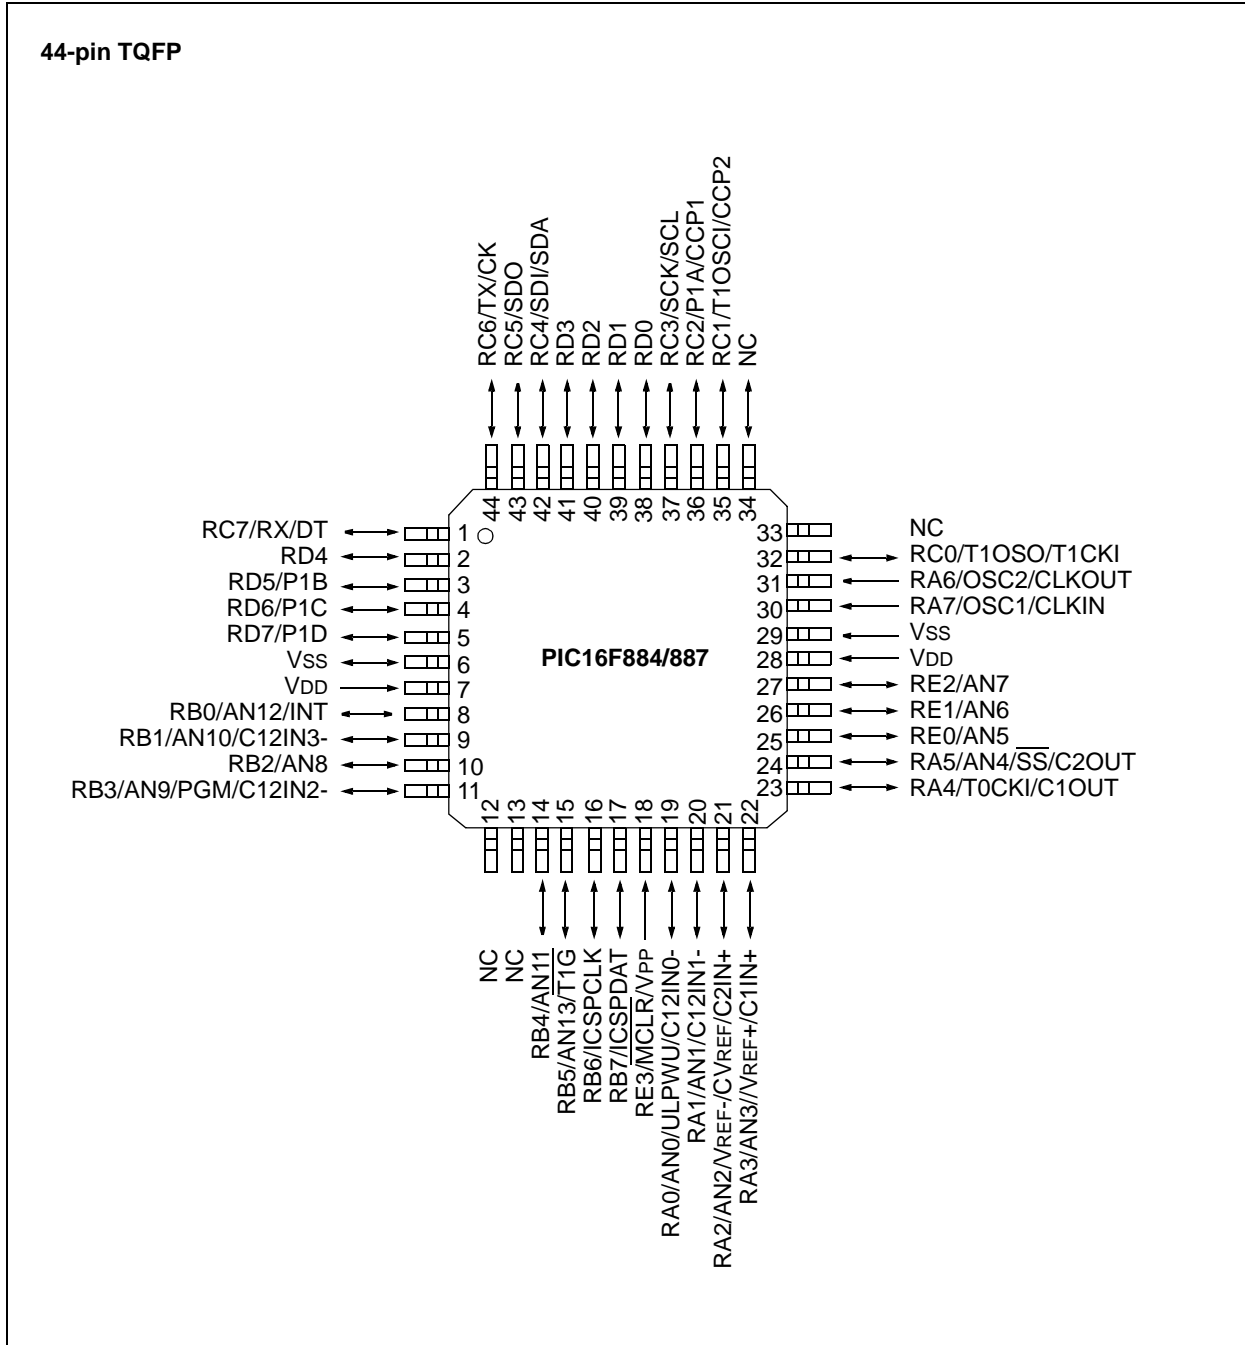 44-pin TQFP
RC6/TX/CK
RC5/SDO
RC4/SDI/SDA
RD3
RD2
RD1
RD0
RC3/SCK/SCL
RC2/P1A/CCP1
RC1/T1OSCI/CCP2
NC
44
43
42
41
40
39
38
37
36
35
34
RC7/RX/DT 1
RD4 2
RD5/P1B 3
RD6/P1C 4
RD7/P1D 5
VSS 6
VDD 7
RB0/AN12/INT 8
RB1/AN10/C12IN3- 9
RB2/AN8 10
RB3/AN9/PGM/C12IN2- 11
PIC16F884/887
33 NC
32 RC0/T1OSO/T1CKI
31 RA6/OSC2/CLKOUT
30 RA7/OSC1/CLKIN
29 VSS
28 VDD
27 RE2/AN7
26 RE1/AN6
25 RE0/AN5
24 RA5/AN4/SS/C2OUT
23 RA4/T0CKI/C1OUT
12
13
14
15
16
17
18
19
20
21
22
NC
NC
RB4/AN11
RB5/AN13/T1G
RB6/ICSPCLK
RB7/ICSPDAT
RE3/MCLR/VPP
RA0/AN0/ULPWU/C12IN0-
RA1/AN1/C12IN1-
RA2/AN2/VREF-/CVREF/C2IN+
RA3/AN3//VREF+/C1IN+